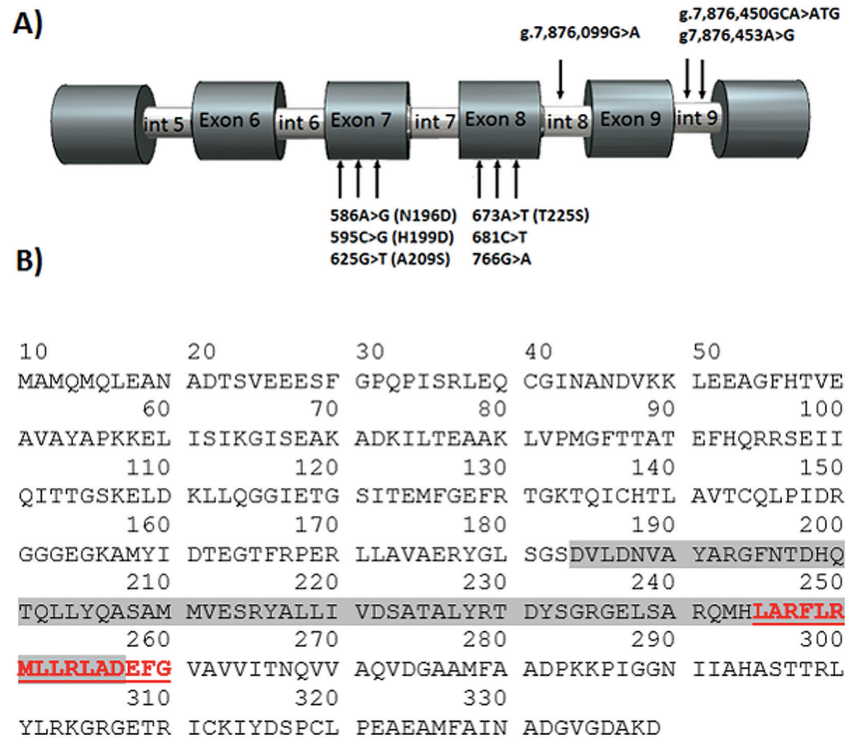 A)
g.7,876,450GCA>ATG
g.7,876,099G>A g7,876,453A>G
int 5 Exon 6 int 6 Exon 7 int 7 Exon 8 int 8 Exon 9 int 9
586A>G (N196D) 673A>T (T225S)
595C>G (H199D) 681C>T
625G>T (A209S) 766G>A
B)
10 20 30 40 50
MAMQMQLEAN ADTSVEEESF GPQPISRLEQ CGINANDVKK LEEAGFHTVE
60 70 80 90 100
AVAYAPKKEL ISIKGISEAK ADKILTEAAK LVPMGFTTAT EFHQRRSEII
110 120 130 140 150
QITTGSKELD KLLQGGIETG SITEMFGEFR TGKTQICHTL AVTCQLPIDR
160 170 180 190 200
GGGEGKAMYI DTEGTFRPER LLAVAERYGL SGSDVLDNVA YARGFNTDHQ
210 220 230 240 250
TQLLYQASAM MVESRYALLI VDSATALYRT DYSGRGELSA RQMHLARFLR
260 270 280 290 300
MLLRLADEFG VAVVITNQVV AQVDGAAMFA ADPKKPIGGN IIAHASTTRL
310 320 330
YLRKGRGETR ICKIYDSPCL PEAEAMFAIN ADGVGDAKD